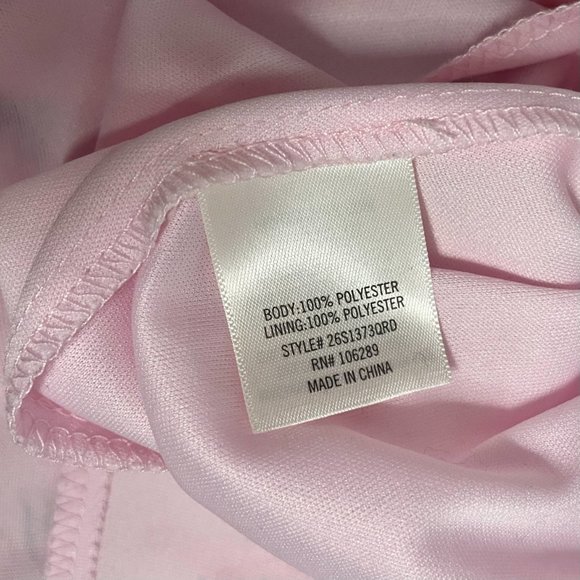 BODY:100% POLYESTER
LINING:100% POLYESTER
STYLE# 26S1373QRD
RN# 106289
MADE IN CHINA